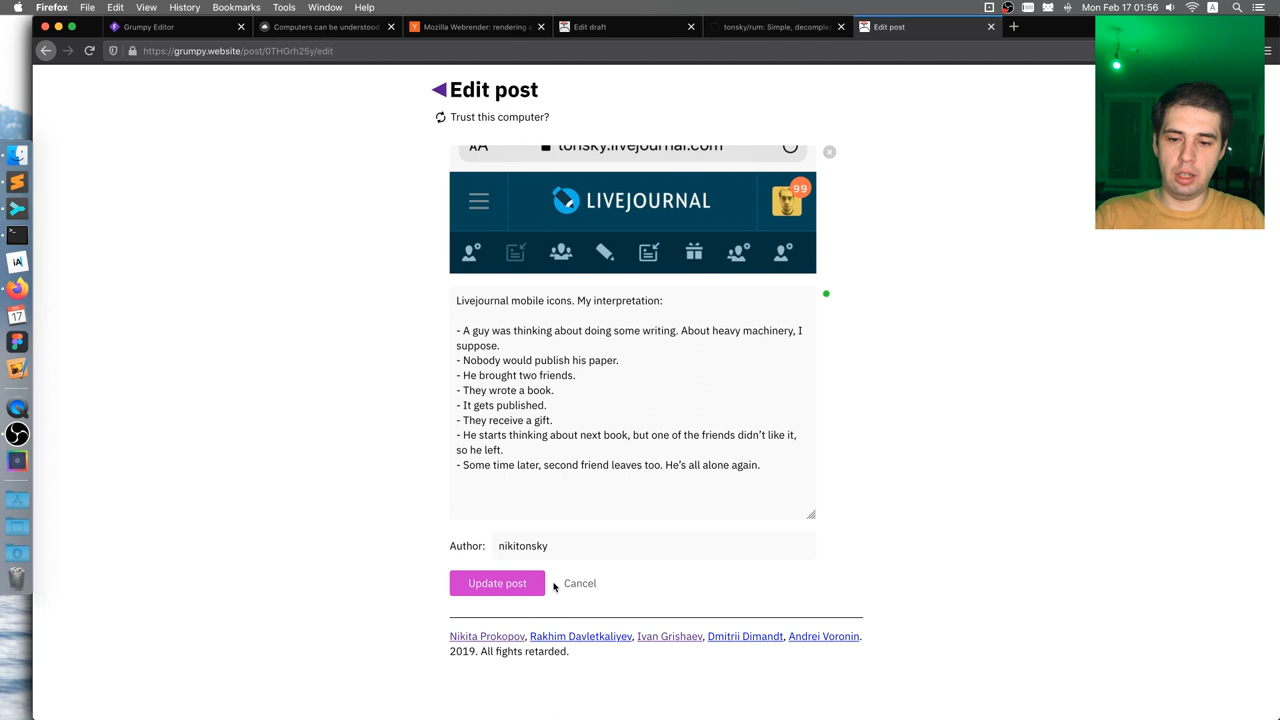 Firefox File Edit View History Bookmarks Tools Window Help
Mon Feb 17 01:56
Grumpy Editor
Computers can be understood
Mozilla Webrender: rendering
Edit draft
tonsky/rum: Simple, decomple
Edit post
https://grumpy.website/post/0THGrh25y/edit
Edit post
Trust this computer?
AA tonsky.livejournal.com
LIVEJOURNAL
99
Livejournal mobile icons. My interpretation:
- A guy was thinking about doing some writing. About heavy machinery, I
suppose.
- Nobody would publish his paper.
- He brought two friends.
- They wrote a book.
- It gets published.
- They receive a gift.
- He starts thinking about next book, but one of the friends didn’t like it,
so he left.
- Some time later, second friend leaves too. He’s all alone again.
Author: nikitonsky
Update post Cancel
Nikita Prokopov, Rakhim Davletkaliyev, Ivan Grishaev, Dmitrii Dimandt, Andrei Voronin.
2019. All fights retarded.
iA
17